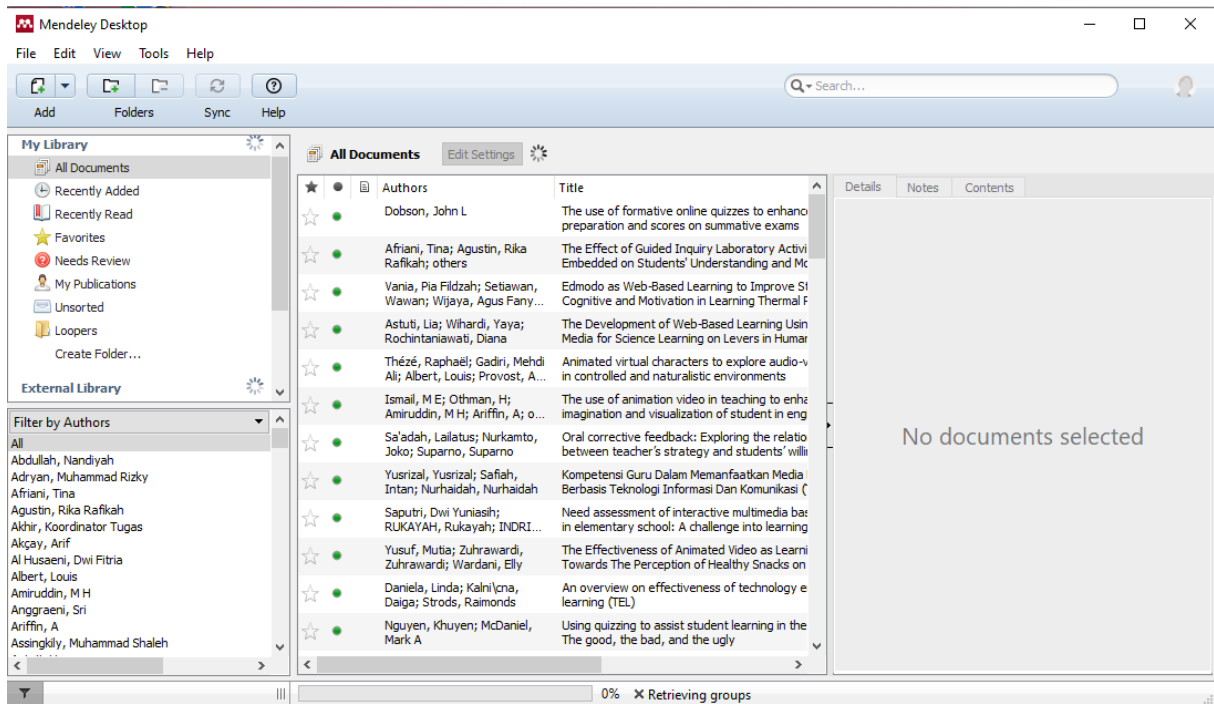 Mendeley Desktop
File Edit View Tools Help
Search...
Add Folders Sync Help
My Library
All Documents
Recently Added
Recently Read
Favorites
Needs Review
My Publications
Unsorted
Loopers
Create Folder...
External Library
Filter by Authors
All
Abdullah, Nandiyah
Adryan, Muhammad Rizky
Afriani, Tina
Agustin, Rika Rafikah
Akhir, Koordinator Tugas
Akçay, Arif
Al Husaeni, Dwi Fitria
Albert, Louis
Amiruddin, M H
Anggraeni, Sri
Ariffin, A
Assingkily, Muhammad Shaleh
All Documents Edit Settings
Authors Title
Dobson, John L
The use of formative online quizzes to enhance
preparation and scores on summative exams
Afriani, Tina; Agustin, Rika
Rafikah; others
The Effect of Guided Inquiry Laboratory Activi
Embedded on Students' Understanding and Mo
Vania, Pia Fildzah; Setiawan,
Wawan; Wijaya, Agus Fany...
Edmodo as Web-Based Learning to Improve St
Cognitive and Motivation in Learning Thermal P
Astuti, Lia; Wihardi, Yaya;
Rochintaniawati, Diana
The Development of Web-Based Learning Usin
Media for Science Learning on Levers in Human
Thézé, Raphaël; Gadiri, Mehdi
Ali; Albert, Louis; Provost, A...
Animated virtual characters to explore audio-v
in controlled and naturalistic environments
Ismail, M E; Othman, H;
Amiruddin, M H; Ariffin, A; o...
The use of animation video in teaching to enha
imagination and visualization of student in eng
Sa'adah, Lailatus; Nurkamto,
Joko; Suparno, Suparno
Oral corrective feedback: Exploring the relatio
between teacher's strategy and students' willi
Yusrizal, Yusrizal; Safiah,
Intan; Nurhaidah, Nurhaidah
Kompetensi Guru Dalam Memanfaatkan Media
Berbasis Teknologi Informasi Dan Komunikasi (
Saputri, Dwi Yuniasih;
RUKAYAH, Rukayah; INDRI...
Need assessment of interactive multimedia bas
in elementary school: A challenge into learning
Yusuf, Mutia; Zuhrawardi,
Zuhrawardi; Wardani, Elly
The Effectiveness of Animated Video as Learni
Towards The Perception of Healthy Snacks on
Daniela, Linda; Kalni\cna,
Daiga; Strods, Raimonds
An overview on effectiveness of technology e
learning (TEL)
Nguyen, Khuyen; McDaniel,
Mark A
Using quizzing to assist student learning in the
The good, the bad, and the ugly
Details Notes Contents
No documents selected
0% Retrieving groups